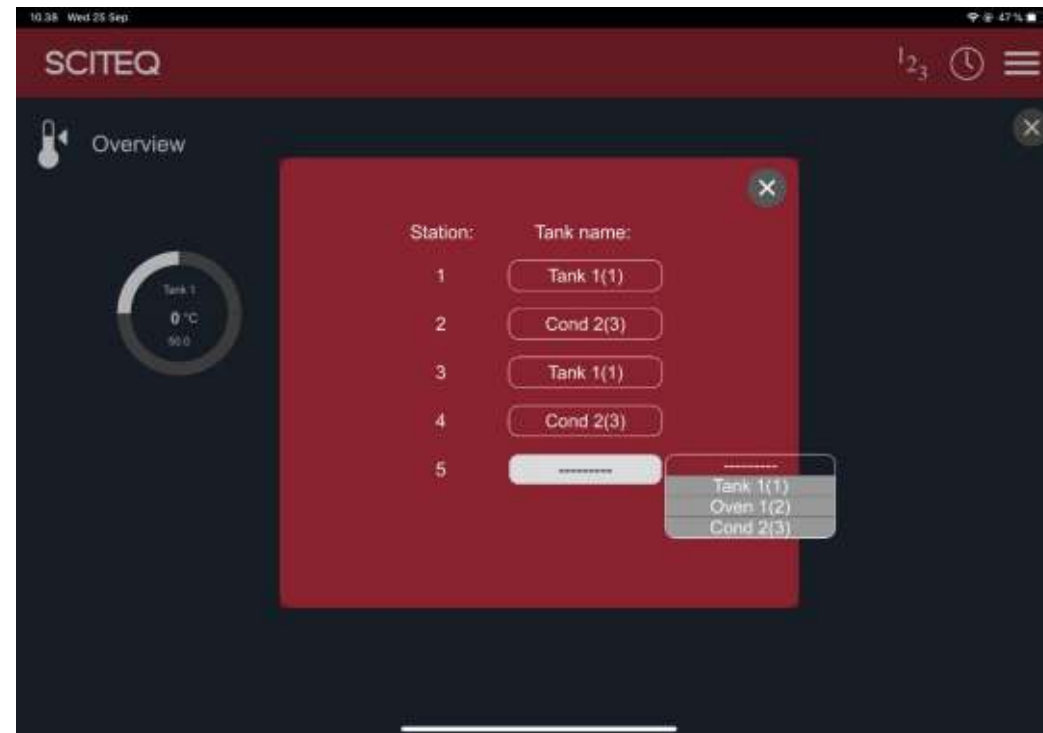 10.38 Wed 25 Sep 47 %
SCITEQ
123
Overview
Station: Tank name:
1 Tank 1(1)
2 Cond 2(3)
3 Tank 1(1)
4 Cond 2(3)
5 --------- ---------
Tank 1(1)
Oven 1(2)
Cond 2(3)
Tank 1
0 °C
50.0